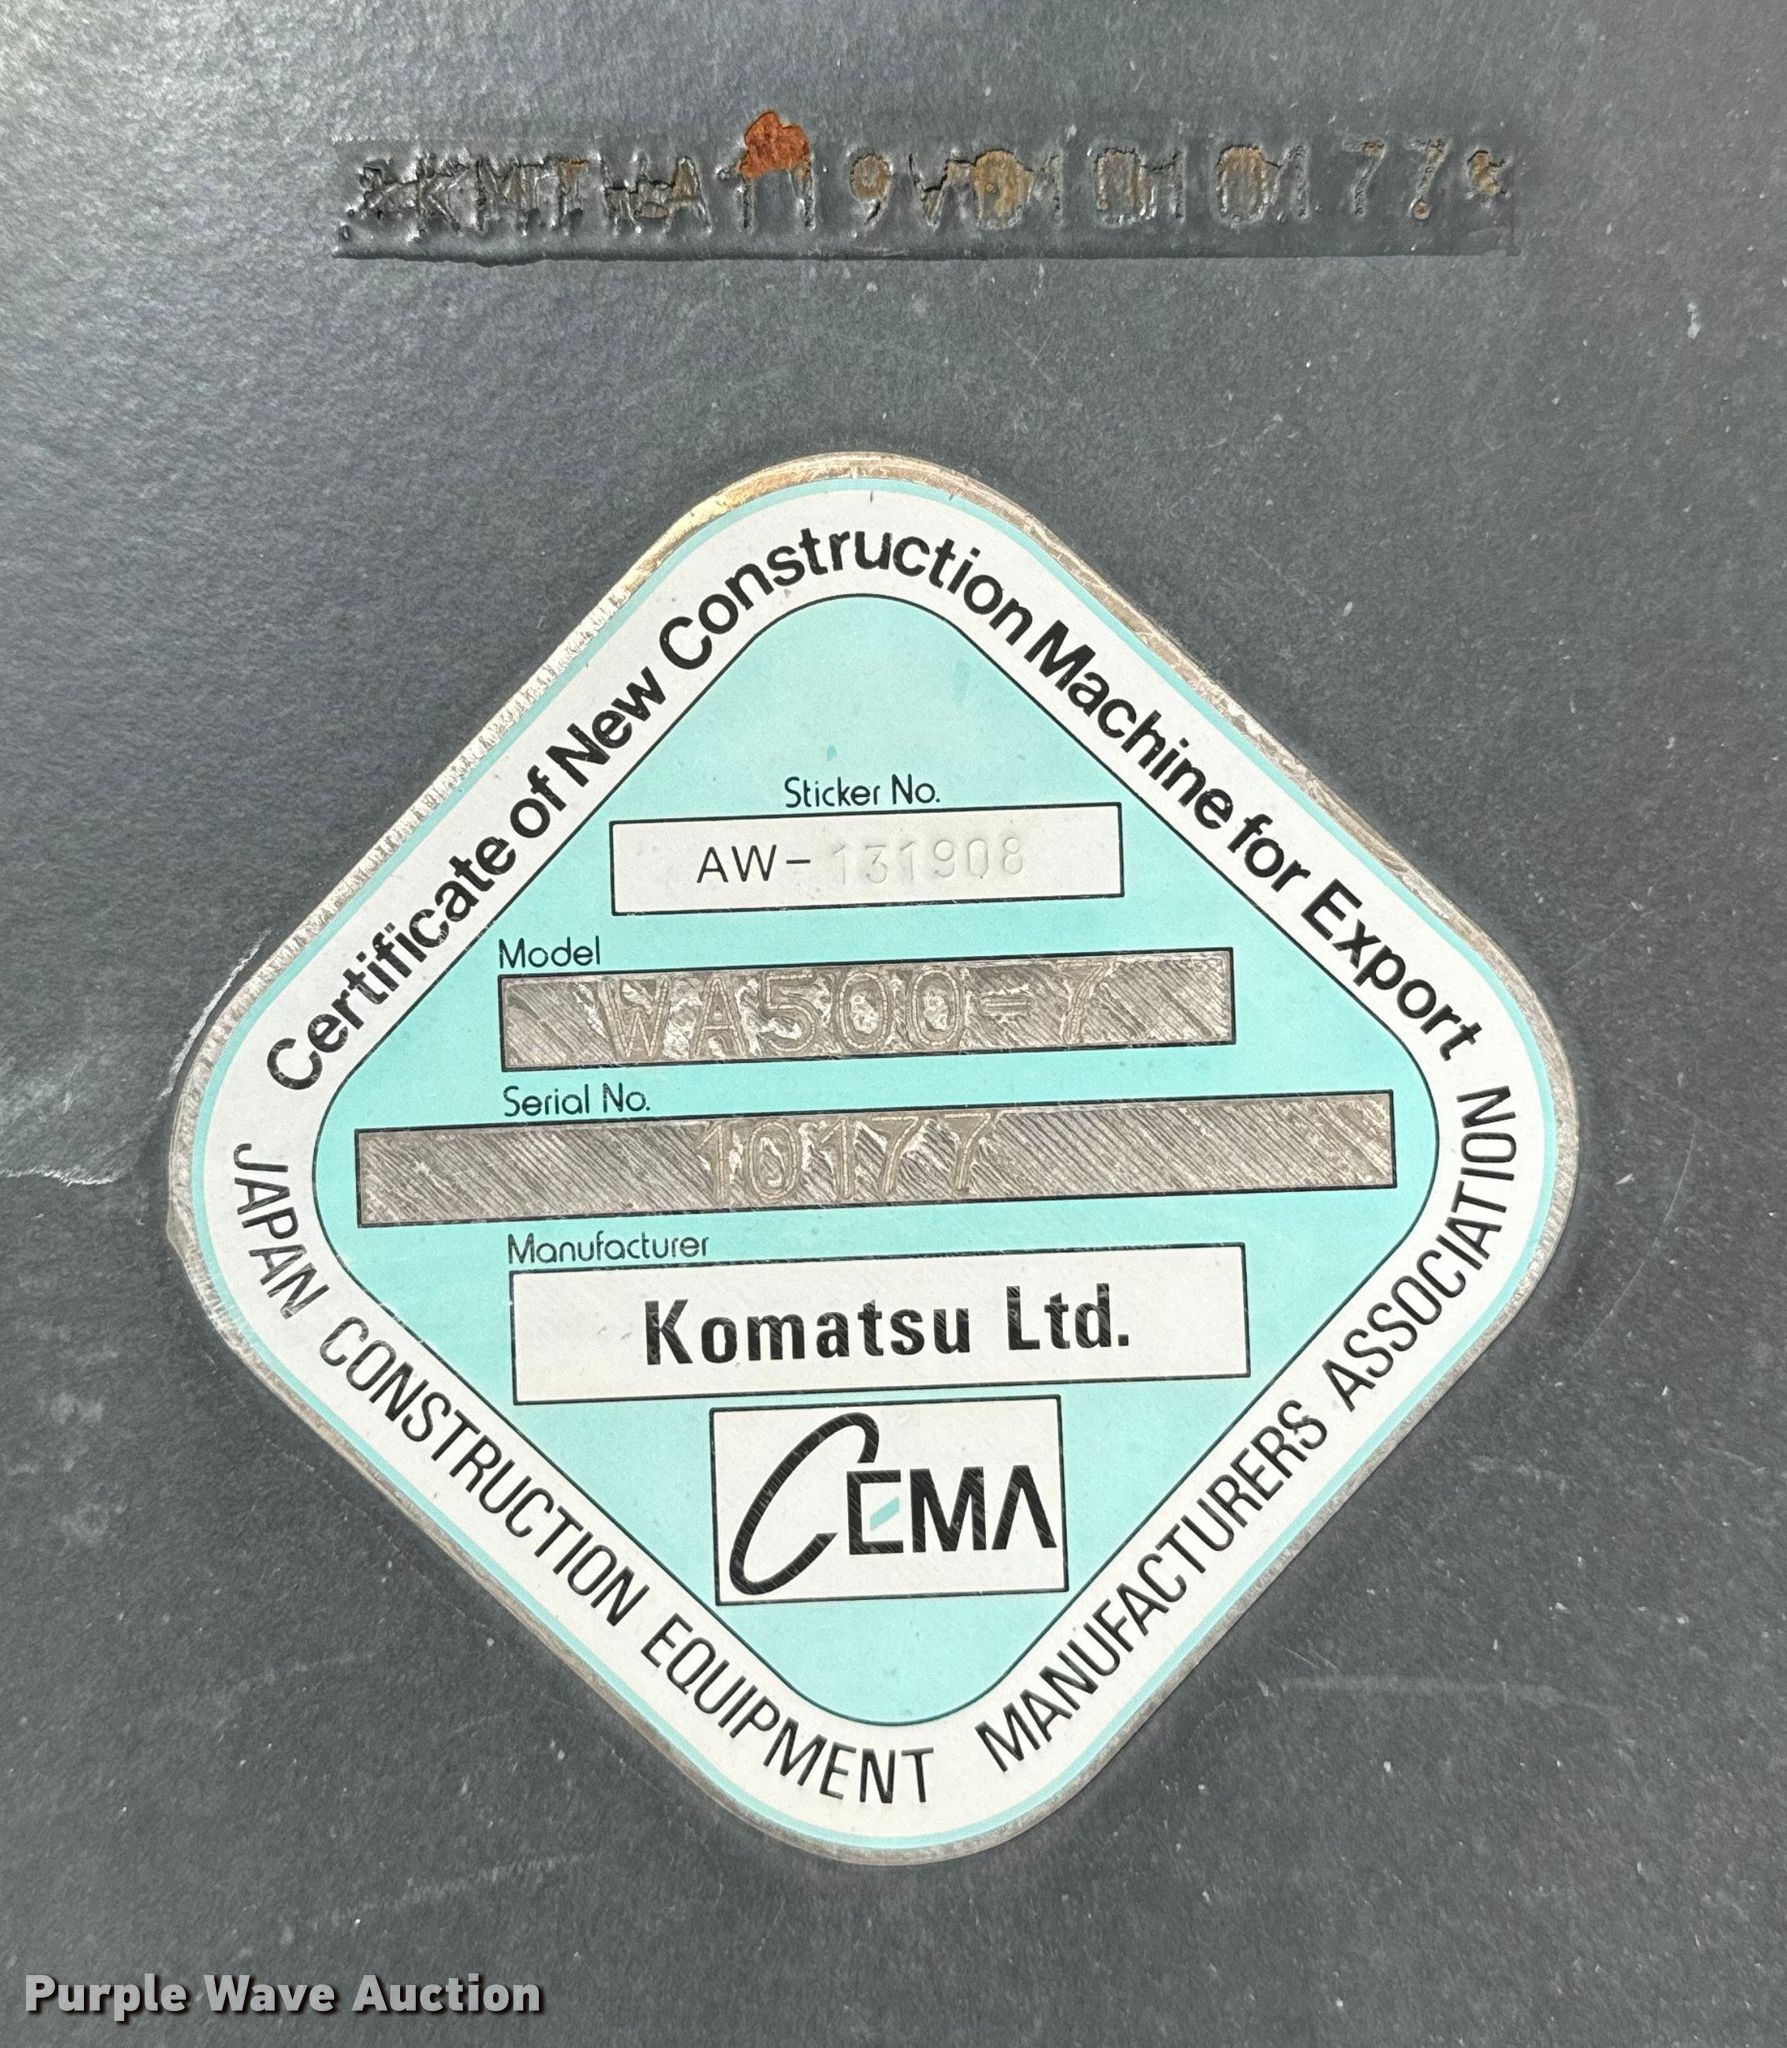 *KMTWA119V01010177*
Certificate of New Construction Machine for Export
Sticker No.
AW-131908
Model
WA500-7
Serial No.
10177
Manufacturer
Komatsu Ltd.
CEMA
JAPAN CONSTRUCTION EQUIPMENT MANUFACTURERS ASSOCIATION
Purple Wave Auction